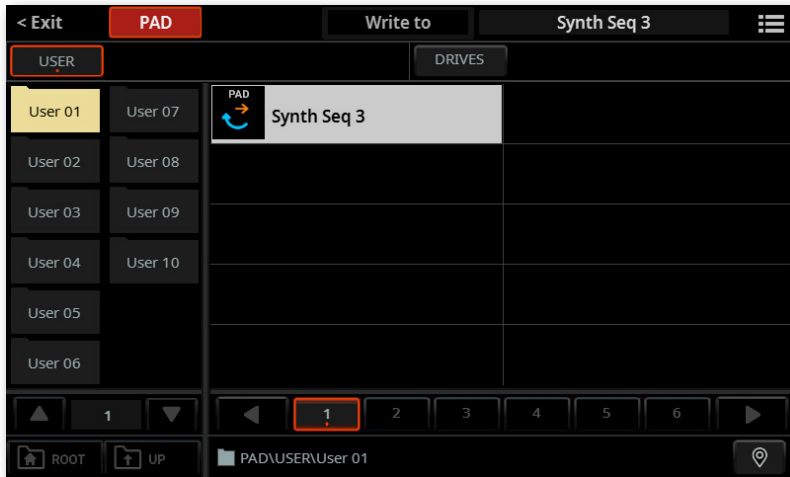 < Exit PAD Write to Synth Seq 3
USER DRIVES
User 01 User 07 PAD Synth Seq 3
User 02 User 08
User 03 User 09
User 04 User 10
User 05
User 06
1 1 2 3 4 5 6
ROOT UP PAD\USER\User 01